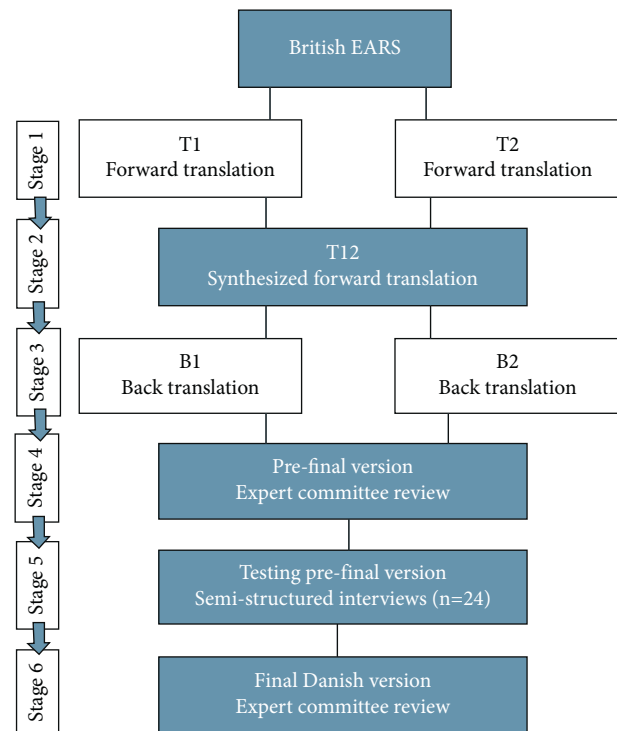 British EARS
Stage 1
T1
Forward translation
T2
Forward translation
Stage 2
T12
Synthesized forward translation
Stage 3
B1
Back translation
B2
Back translation
Stage 4
Pre-final version
Expert committee review
Stage 5
Testing pre-final version
Semi-structured interviews (n=24)
Stage 6
Final Danish version
Expert committee review